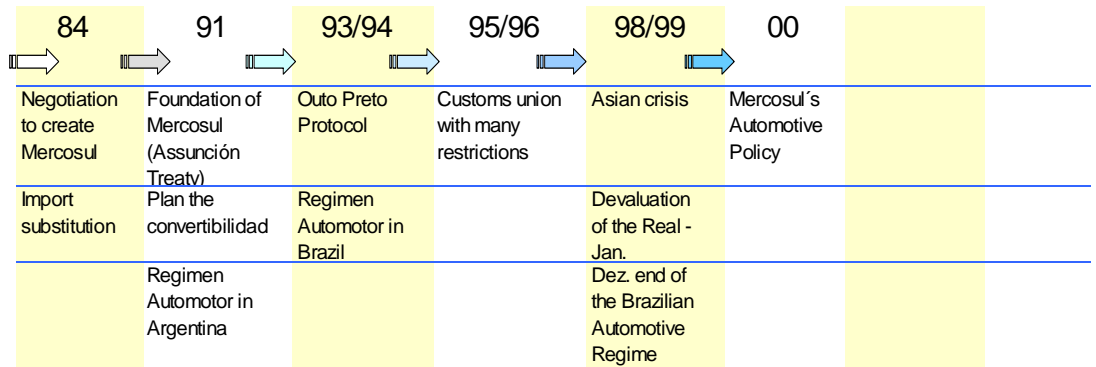 84 91 93/94 95/96 98/99 00
Negotiation
to create
Mercosul
Foundation of
Mercosul
(Assunción
Treaty)
Outo Preto
Protocol
Customs union
with many
restrictions
Asian crisis
Mercosul´s
Automotive
Policy
Import
substitution
Plan the
convertibilidad
Regimen
Automotor in
Brazil
Devaluation
of the Real -
Jan.
Regimen
Automotor in
Argentina
Dez. end of
the Brazilian
Automotive
Regime